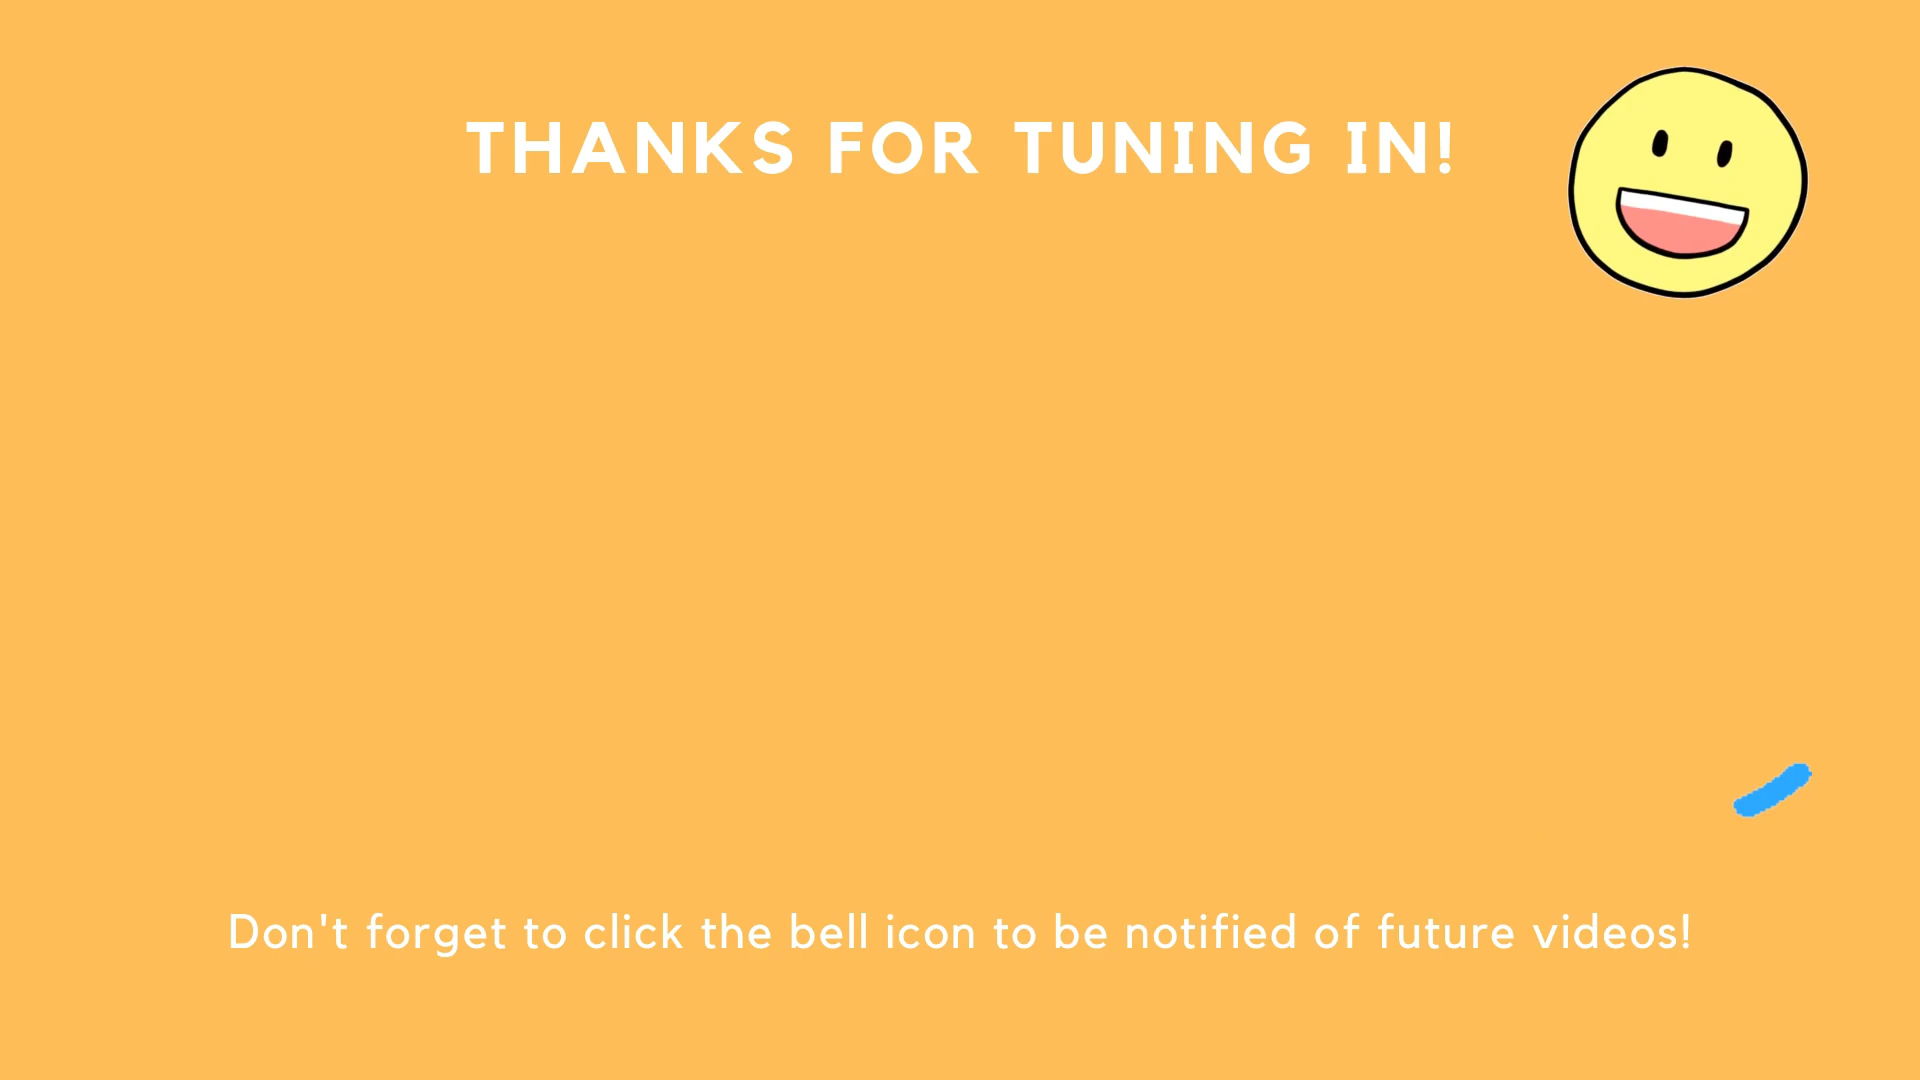 THANKS FOR TUNING IN!
Don't forget to click the bell icon to be notified of future videos!